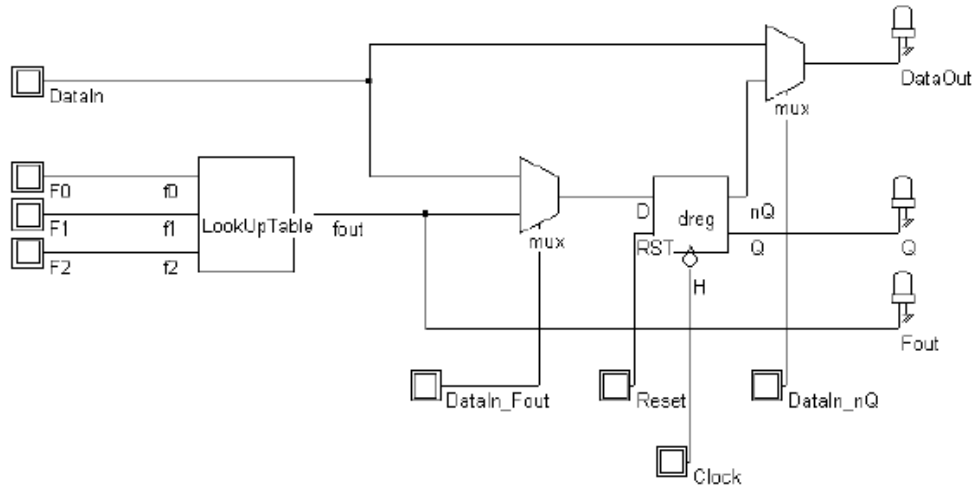 DataIn
DataOut
mux
F0
f0
F1
f1
F2
f2
LookUpTable
fout
mux
D
RST
dreg
nQ
Q
H
Q
Fout
DataIn_Fout
Reset
DataIn_nQ
Clock